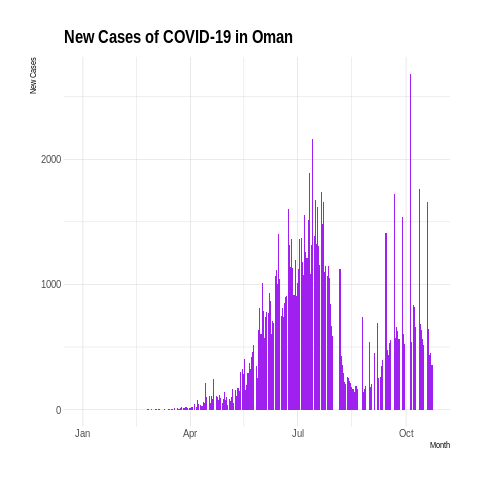 New Cases of COVID-19 in Oman
New Cases
2000
1000
0
Jan Apr Jul Oct
Month